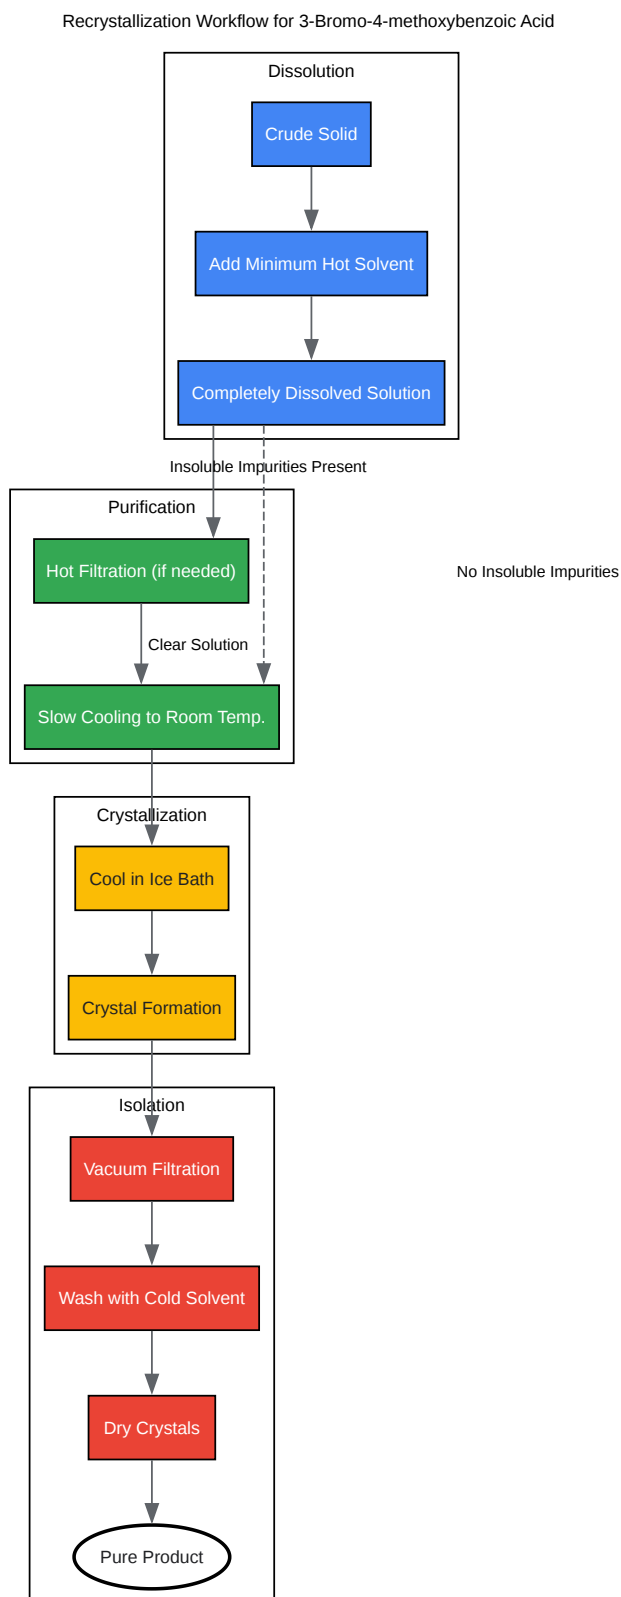 Recrystallization Workflow for 3-Bromo-4-methoxybenzoic Acid
Dissolution
Crude Solid
Add Minimum Hot Solvent
Completely Dissolved Solution
Insoluble Impurities Present
Purification
Hot Filtration (if needed)
No Insoluble Impurities
Clear Solution
Slow Cooling to Room Temp.
Crystallization
Cool in Ice Bath
Crystal Formation
Isolation
Vacuum Filtration
Wash with Cold Solvent
Dry Crystals
Pure Product